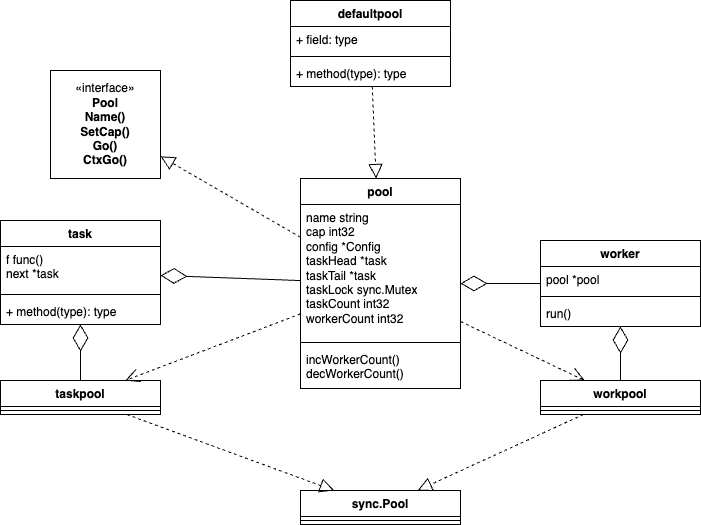 defaultpool
+ field: type
+ method(type): type
«interface»
Pool
Name()
SetCap()
Go()
CtxGo()
pool
name string
cap int32
config *Config
taskHead *task
taskTail *task
taskLock sync.Mutex
taskCount int32
workerCount int32
incWorkerCount()
decWorkerCount()
task
f func()
next *task
+ method(type): type
worker
pool *pool
run()
taskpool
workpool
sync.Pool